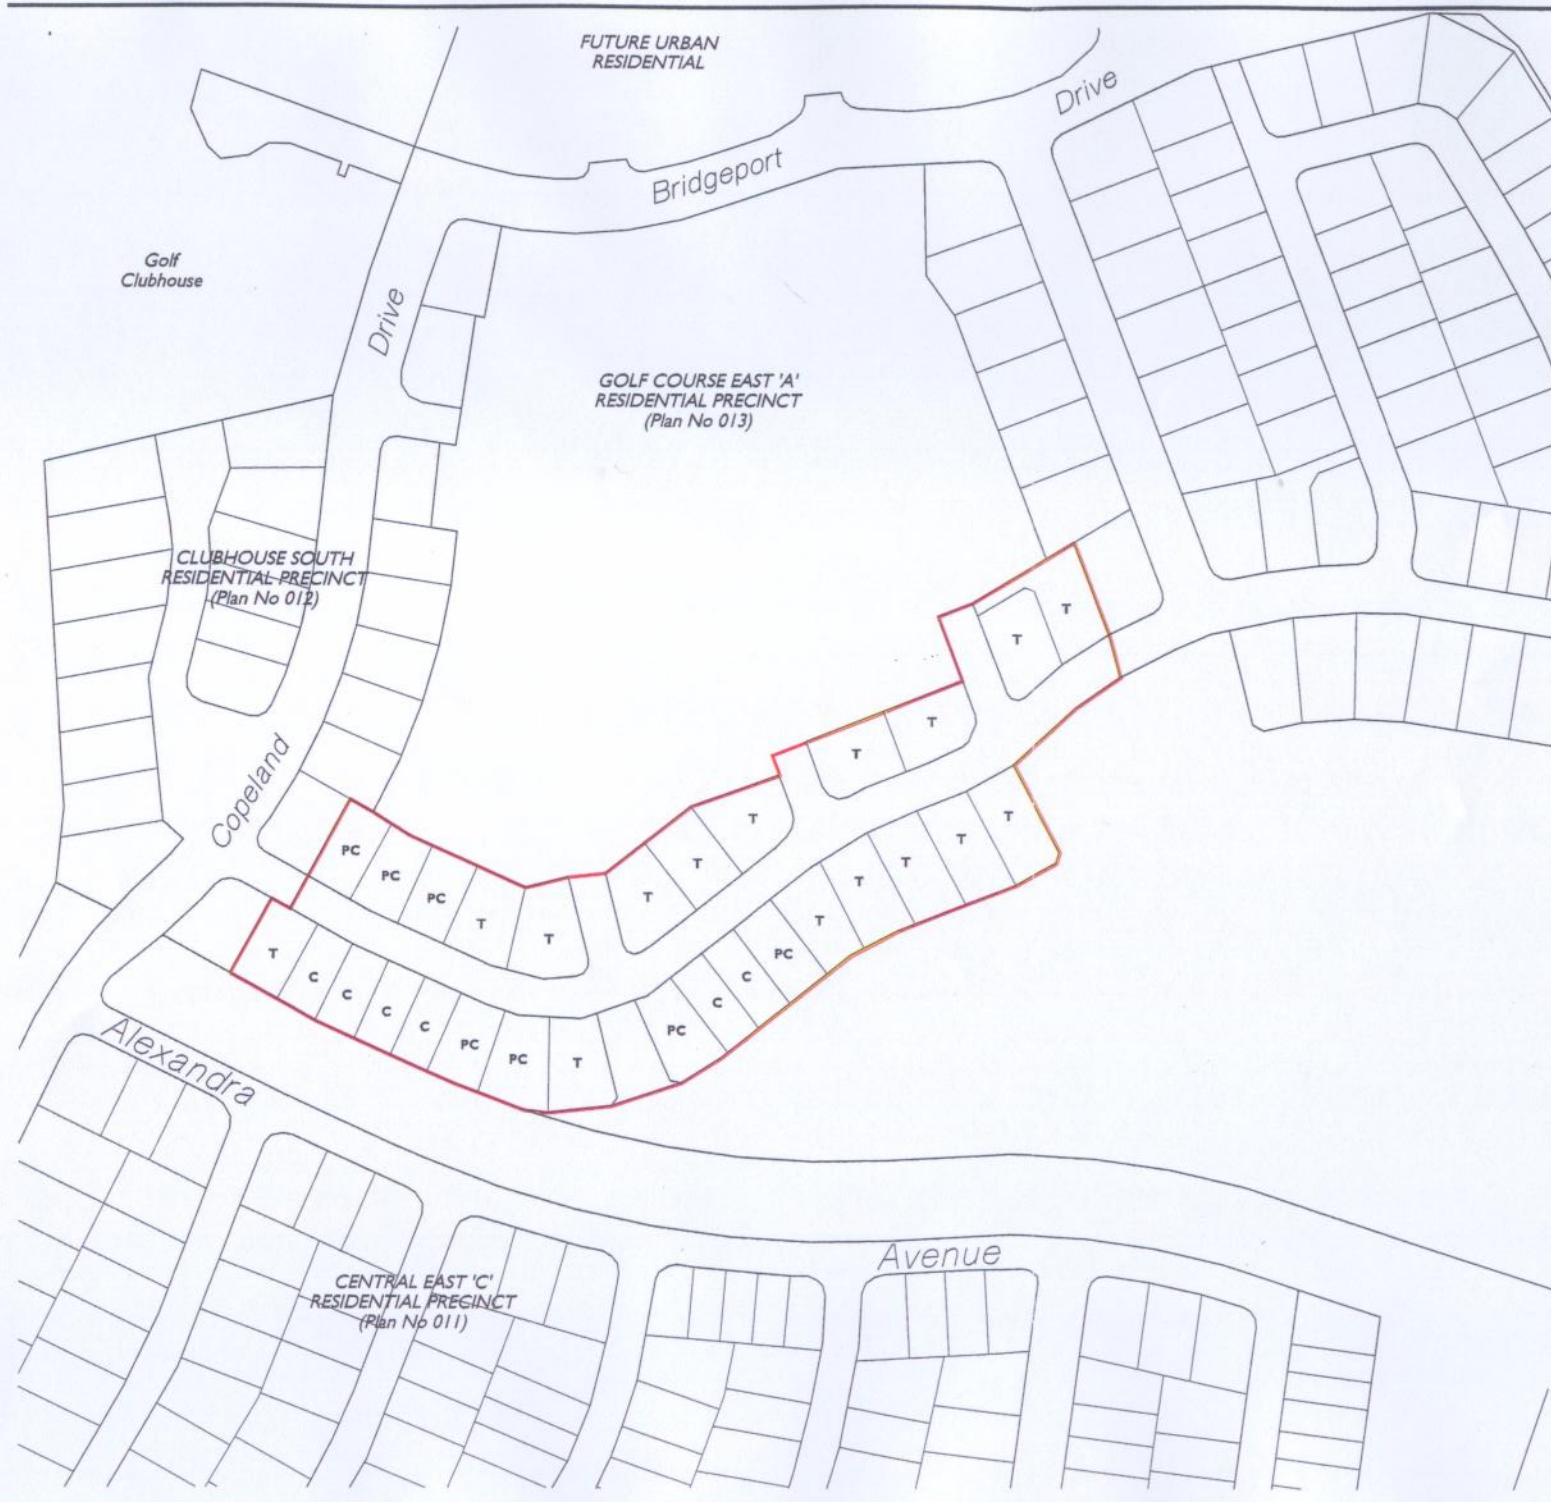 FUTURE URBAN
RESIDENTIAL
Drive
Bridgeport
Golf
Clubhouse
Drive
GOLF COURSE EAST 'A'
RESIDENTIAL PRECINCT
(Plan No 013)
CLUBHOUSE SOUTH
RESIDENTIAL PRECINCT
(Plan No 012)
T
T
T
T
Copeland
T
T
T
T
T
T
T
T
PC
PC
PC
T
T
PC
C
C
PC
T
C
C
C
C
PC
PC
T
Alexandra
Avenue
CENTRAL EAST 'C'
RESIDENTIAL PRECINCT
(Plan No 011)